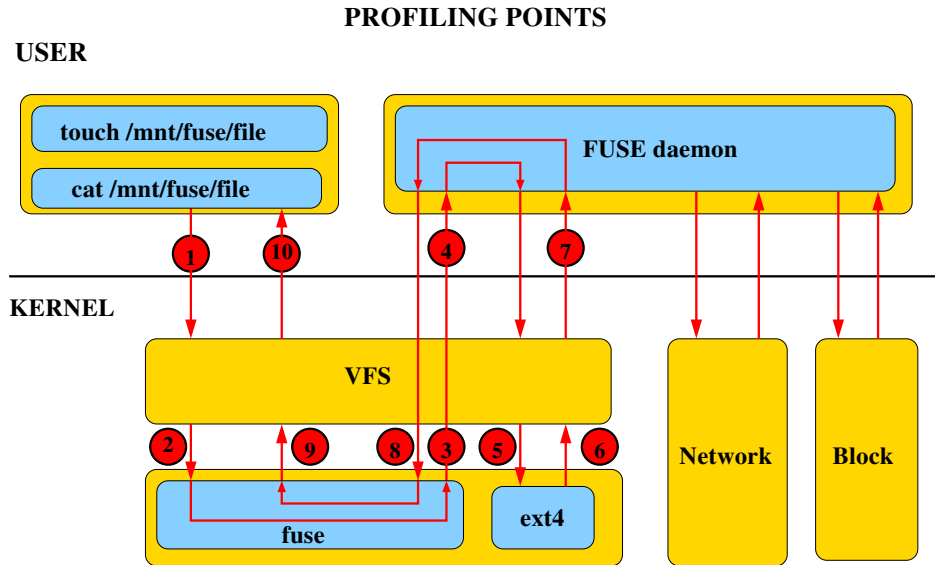 PROFILING POINTS
USER
touch /mnt/fuse/file
cat /mnt/fuse/file
FUSE daemon
1
10
4
7
KERNEL
VFS
2
9
8
3
5
6
Network
Block
fuse
ext4